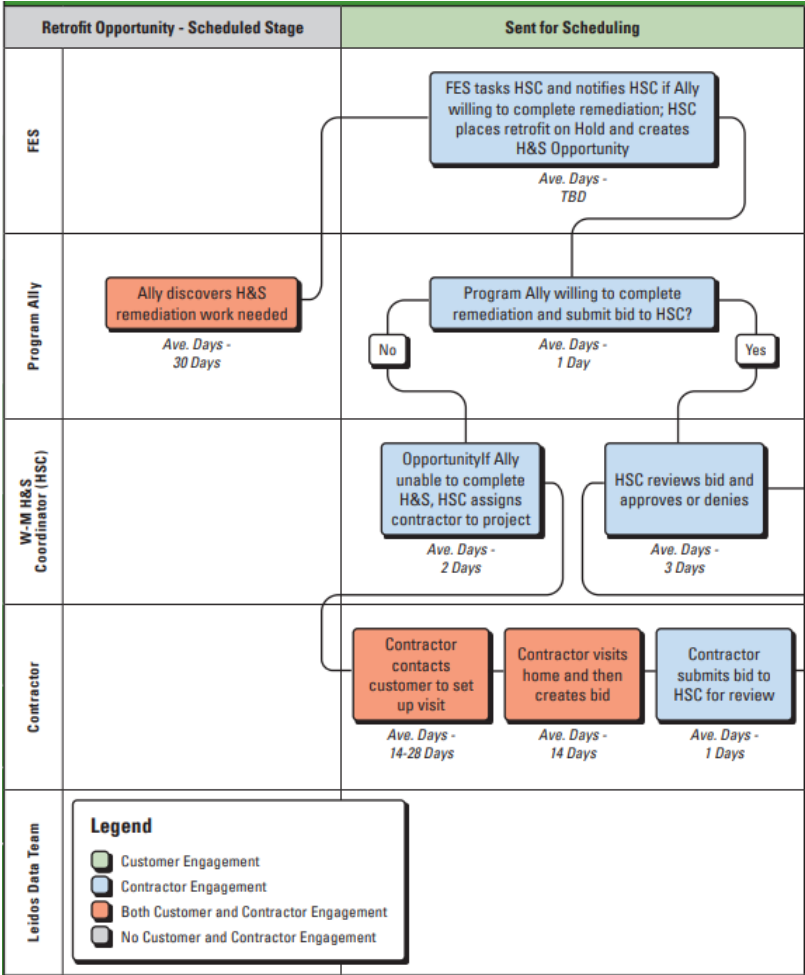 Retrofit Opportunity - Scheduled Stage
Sent for Scheduling
FES
FES tasks HSC and notifies HSC if Ally
willing to complete remediation; HSC
places retrofit on Hold and creates
H&S Opportunity
Ave. Days -
TBD
Program Ally
Ally discovers H&S
remediation work needed
Ave. Days -
30 Days
Program Ally willing to complete
remediation and submit bid to HSC?
Ave. Days -
1 Day
No
Yes
W-M H&S
Coordinator (HSC)
OpportunityIf Ally
unable to complete
H&S, HSC assigns
contractor to project
Ave. Days -
2 Days
HSC reviews bid and
approves or denies
Ave. Days -
3 Days
Contractor
Contractor
contacts
customer to set
up visit
Ave. Days -
14-28 Days
Contractor visits
home and then
creates bid
Ave. Days -
14 Days
Contractor
submits bid to
HSC for review
Ave. Days -
1 Days
Leidos Data Team
Legend
Customer Engagement
Contractor Engagement
Both Customer and Contractor Engagement
No Customer and Contractor Engagement